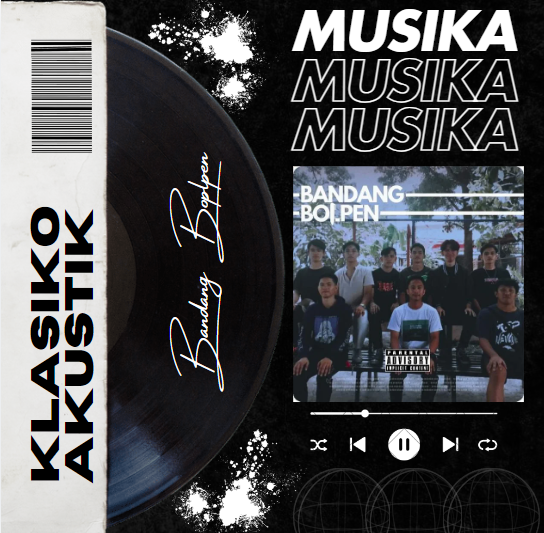 KLASIKO
AKUSTIK
Bandang Bolpen
MUSIKA
MUSIKA
MUSIKA
BANDANG
BOLPEN
PARENTAL
ADVISORY
EXPLICIT CONTENT